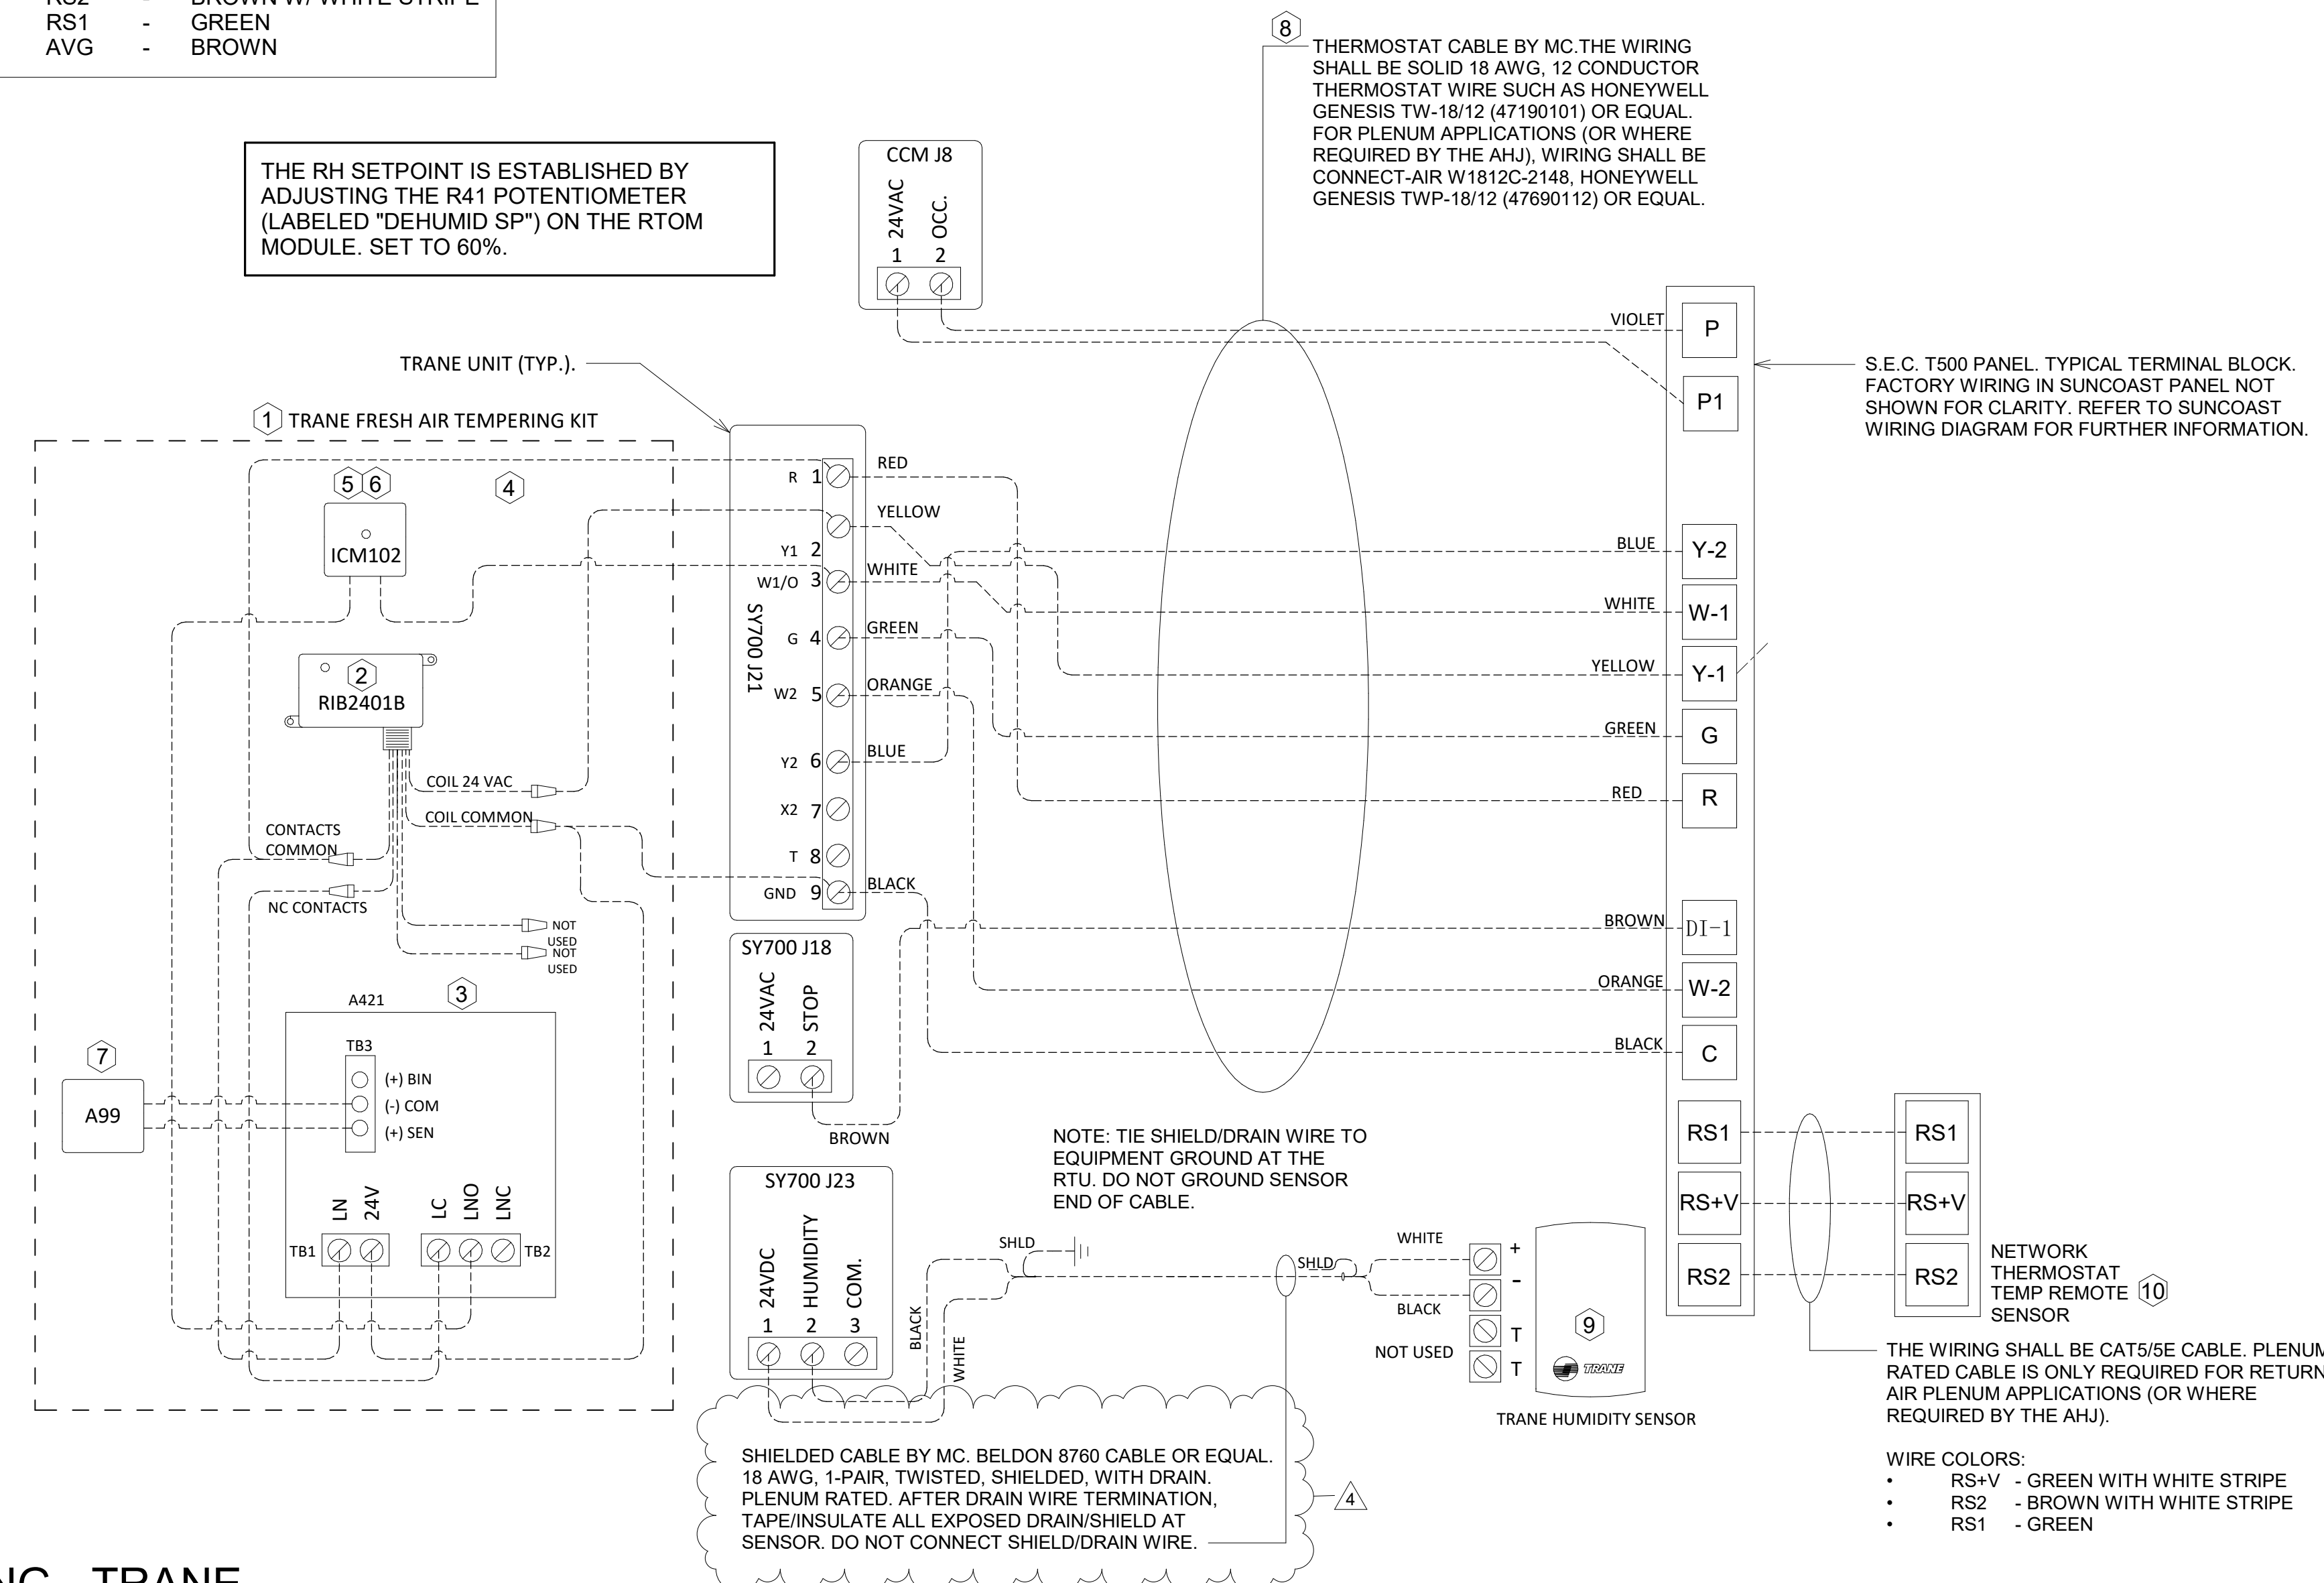 RS1 - GREEN
AVG - BROWN
8
THERMOSTAT CABLE BY MC.THE WIRING
SHALL BE SOLID 18 AWG, 12 CONDUCTOR
THERMOSTAT WIRE SUCH AS HONEYWELL
GENESIS TW-18/12 (47190101) OR EQUAL.
FOR PLENUM APPLICATIONS (OR WHERE
REQUIRED BY THE AHJ), WIRING SHALL BE
CONNECT-AIR W1812C-2148, HONEYWELL
GENESIS TWP-18/12 (47690112) OR EQUAL.
THE RH SETPOINT IS ESTABLISHED BY
ADJUSTING THE R41 POTENTIOMETER
(LABELED "DEHUMID SP") ON THE RTOM
MODULE. SET TO 60%.
CCM J8
24VAC
OCC.
1 2
TRANE UNIT (TYP.).
1 TRANE FRESH AIR TEMPERING KIT
5 6
4
ICM102
2
RIB2401B
COIL 24 VAC
COIL COMMON
CONTACTS
COMMON
NC CONTACTS
NOT
USED
NOT
USED
A421
3
7
A99
TB3
(+) BIN
(-) COM
(+) SEN
LN
24V
LC
LNO
LNC
TB1
TB2
SY700 J21
R 1 RED
YELLOW
Y1 2
W1/O 3 WHITE
G 4 GREEN
W2 5 ORANGE
Y2 6 BLUE
X2 7
T 8
GND 9 BLACK
SY700 J18
24VAC
STOP
1 2
BROWN
SY700 J23
24VDC
HUMIDITY
COM.
1 2 3
BLACK
WHITE
NOTE: TIE SHIELD/DRAIN WIRE TO
EQUIPMENT GROUND AT THE
RTU. DO NOT GROUND SENSOR
END OF CABLE.
SHLD
SHLD
WHITE
BLACK
NOT USED
+
-
T
T
9
TRANE
TRANE HUMIDITY SENSOR
SHIELDED CABLE BY MC. BELDON 8760 CABLE OR EQUAL.
18 AWG, 1-PAIR, TWISTED, SHIELDED, WITH DRAIN.
PLENUM RATED. AFTER DRAIN WIRE TERMINATION,
TAPE/INSULATE ALL EXPOSED DRAIN/SHIELD AT
SENSOR. DO NOT CONNECT SHIELD/DRAIN WIRE.
4
VIOLET P
P1
BLUE Y-2
WHITE W-1
YELLOW Y-1
GREEN G
RED R
BROWN DI-1
ORANGE W-2
BLACK C
RS1
RS+V
RS2
S.E.C. T500 PANEL. TYPICAL TERMINAL BLOCK.
FACTORY WIRING IN SUNCOAST PANEL NOT
SHOWN FOR CLARITY. REFER TO SUNCOAST
WIRING DIAGRAM FOR FURTHER INFORMATION.
RS1
RS+V
RS2
NETWORK
THERMOSTAT
TEMP REMOTE 10
SENSOR
THE WIRING SHALL BE CAT5/5E CABLE. PLENUM
RATED CABLE IS ONLY REQUIRED FOR RETURN
AIR PLENUM APPLICATIONS (OR WHERE
REQUIRED BY THE AHJ).
WIRE COLORS:
• RS+V - GREEN WITH WHITE STRIPE
• RS2 - BROWN WITH WHITE STRIPE
• RS1 - GREEN
TRANE